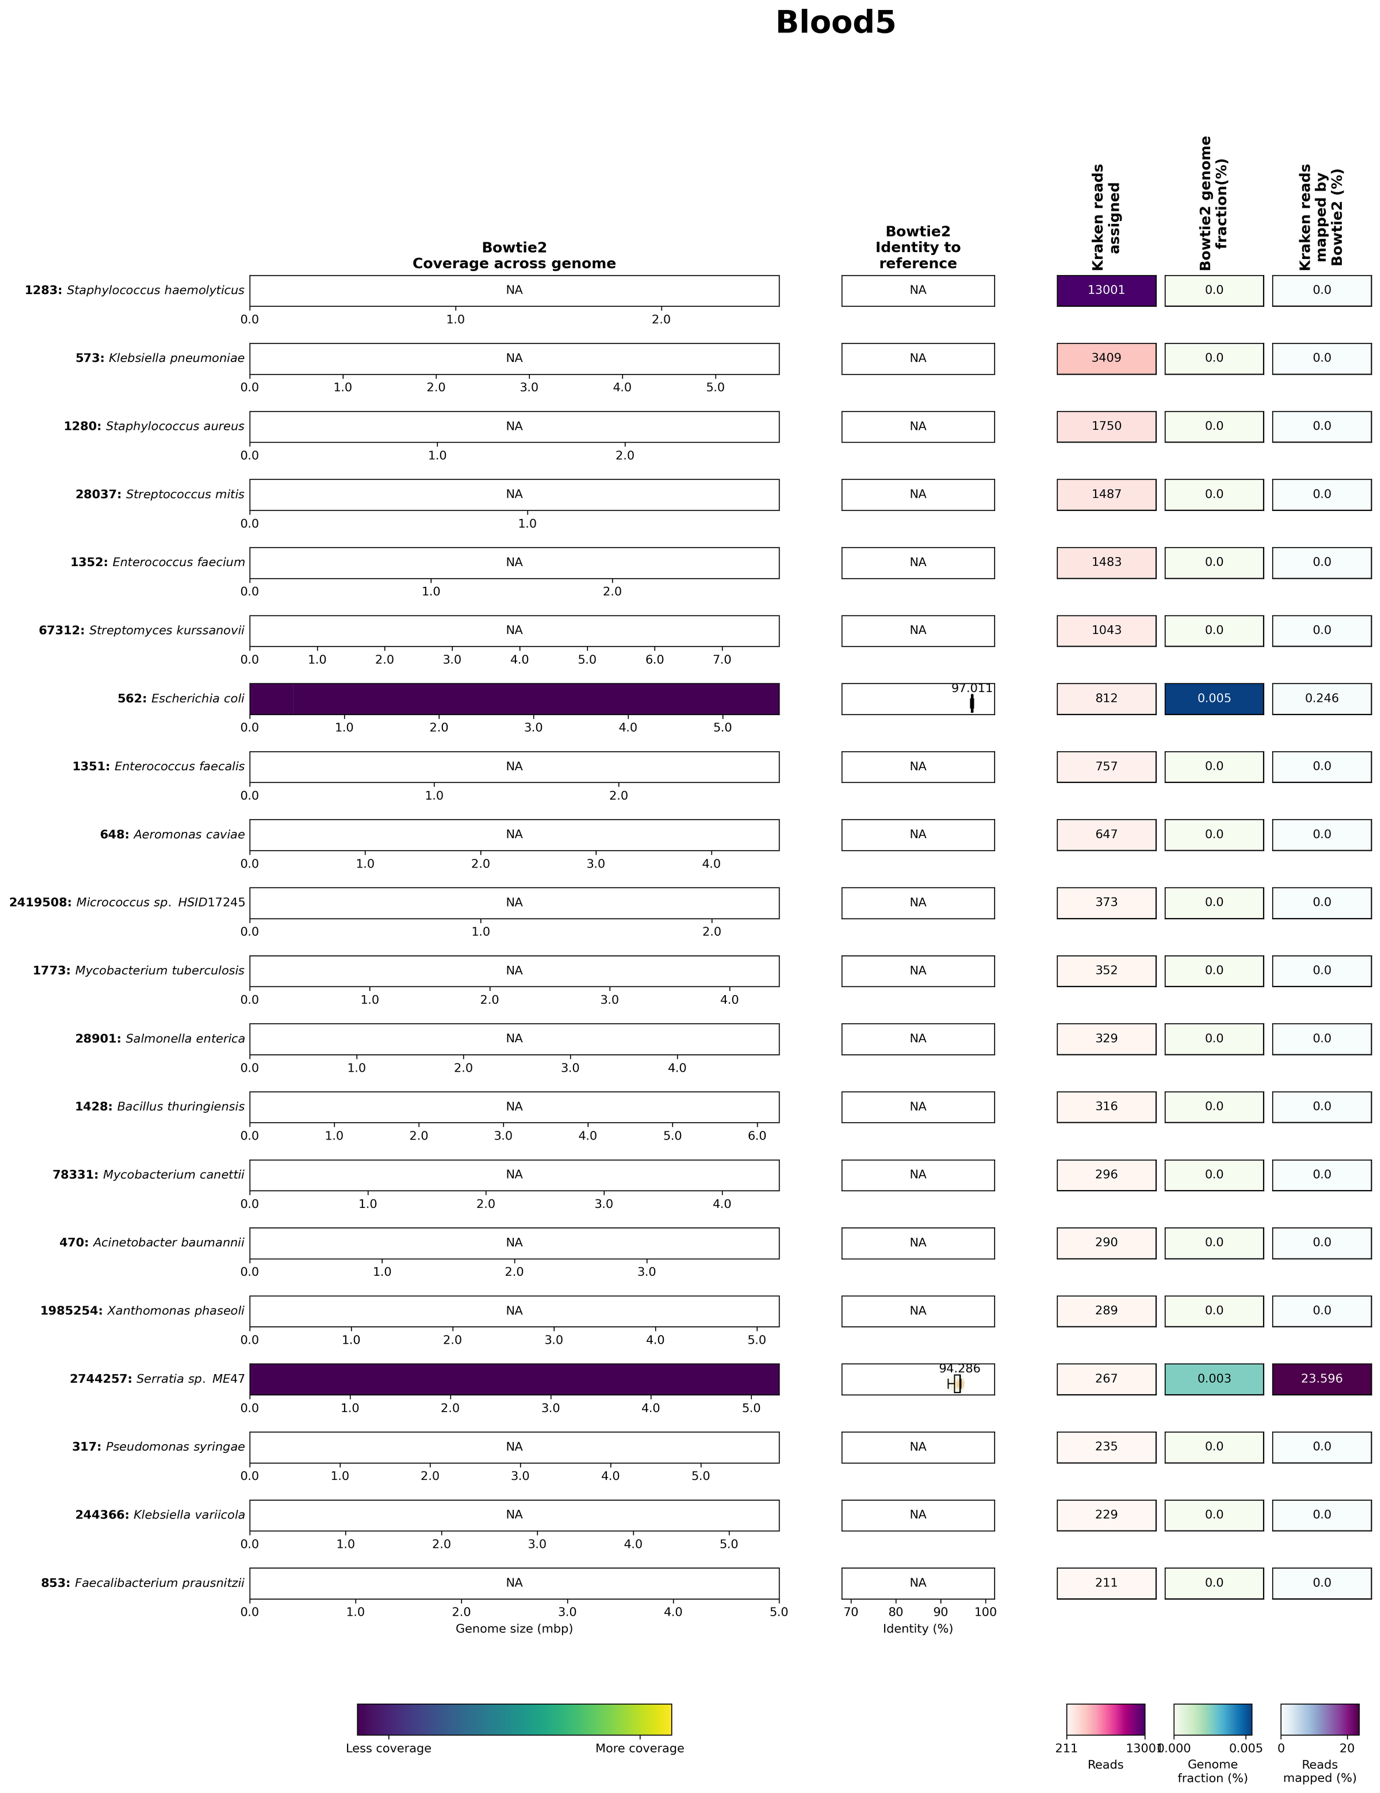 Blood5
Bowtie2
Coverage across genome
Bowtie2
Identity to
reference
Kraken reads
assigned
Bowtie2 genome
fraction(%)
Kraken reads
mapped by
Bowtie2 (%)
1283: Staphylococcus haemolyticus NA NA 13001 0.0 0.0
0.0 1.0 2.0
573: Klebsiella pneumoniae NA NA 3409 0.0 0.0
0.0 1.0 2.0 3.0 4.0 5.0
1280: Staphylococcus aureus NA NA 1750 0.0 0.0
0.0 1.0 2.0
28037: Streptococcus mitis NA NA 1487 0.0 0.0
0.0 1.0
1352: Enterococcus faecium NA NA 1483 0.0 0.0
0.0 1.0 2.0
67312: Streptomyces kurssanovii NA NA 1043 0.0 0.0
0.0 1.0 2.0 3.0 4.0 5.0 6.0 7.0
562: Escherichia coli 97.011 812 0.005 0.246
0.0 1.0 2.0 3.0 4.0 5.0
1351: Enterococcus faecalis NA NA 757 0.0 0.0
0.0 1.0 2.0
648: Aeromonas caviae NA NA 647 0.0 0.0
0.0 1.0 2.0 3.0 4.0
2419508: Micrococcus sp. HSID17245 NA NA 373 0.0 0.0
0.0 1.0 2.0
1773: Mycobacterium tuberculosis NA NA 352 0.0 0.0
0.0 1.0 2.0 3.0 4.0
28901: Salmonella enterica NA NA 329 0.0 0.0
0.0 1.0 2.0 3.0 4.0
1428: Bacillus thuringiensis NA NA 316 0.0 0.0
0.0 1.0 2.0 3.0 4.0 5.0 6.0
78331: Mycobacterium canettii NA NA 296 0.0 0.0
0.0 1.0 2.0 3.0 4.0
470: Acinetobacter baumannii NA NA 290 0.0 0.0
0.0 1.0 2.0 3.0
1985254: Xanthomonas phaseoli NA NA 289 0.0 0.0
0.0 1.0 2.0 3.0 4.0 5.0
2744257: Serratia sp. ME47 94.286 267 0.003 23.596
0.0 1.0 2.0 3.0 4.0 5.0
317: Pseudomonas syringae NA NA 235 0.0 0.0
0.0 1.0 2.0 3.0 4.0 5.0
244366: Klebsiella variicola NA NA 229 0.0 0.0
0.0 1.0 2.0 3.0 4.0 5.0
853: Faecalibacterium prausnitzii NA NA 211 0.0 0.0
0.0 1.0 2.0 3.0 4.0 5.0 70 80 90 100
Genome size (mbp) Identity (%)
Less coverage More coverage
211 13001
Reads
0.000 0.005
Genome
fraction (%)
0 20
Reads
mapped (%)